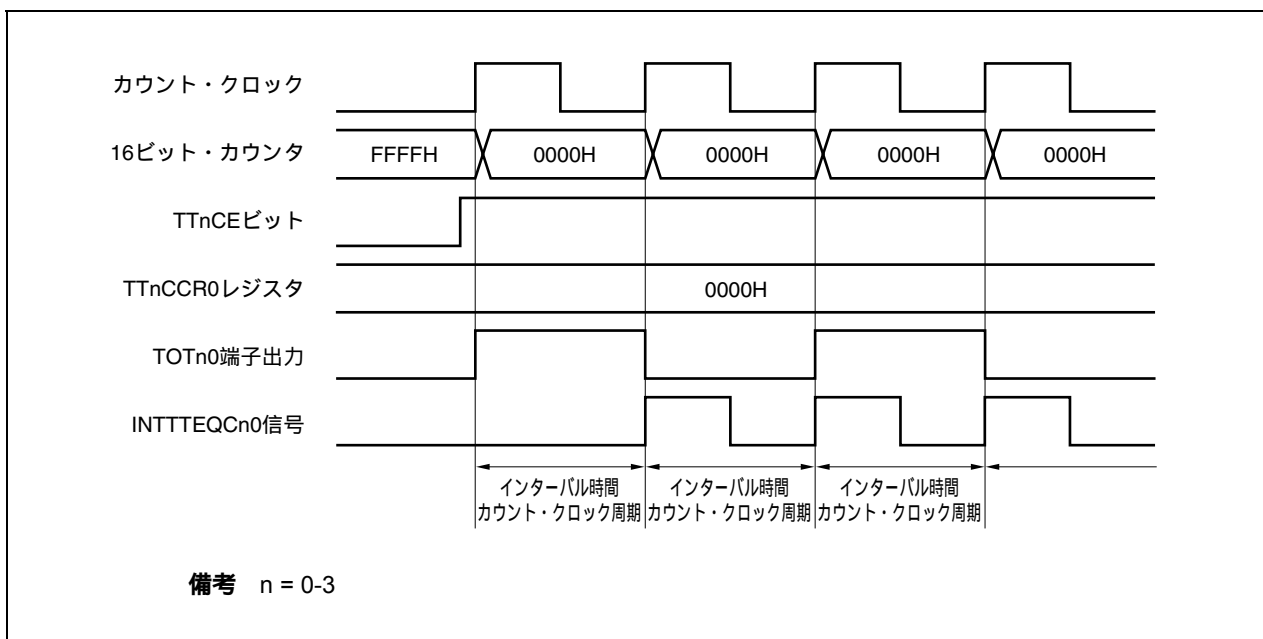 カウント・クロック
16ビット・カウンタ
FFFFH
0000H
0000H
0000H
0000H
TTnCEビット
TTnCCR0レジスタ
0000H
TOTn0端子出力
INTTTEQCn0信号
インターバル時間
インターバル時間
インターバル時間
カウント・クロック周期
カウント・クロック周期
カウント・クロック周期
備考 n = 0-3